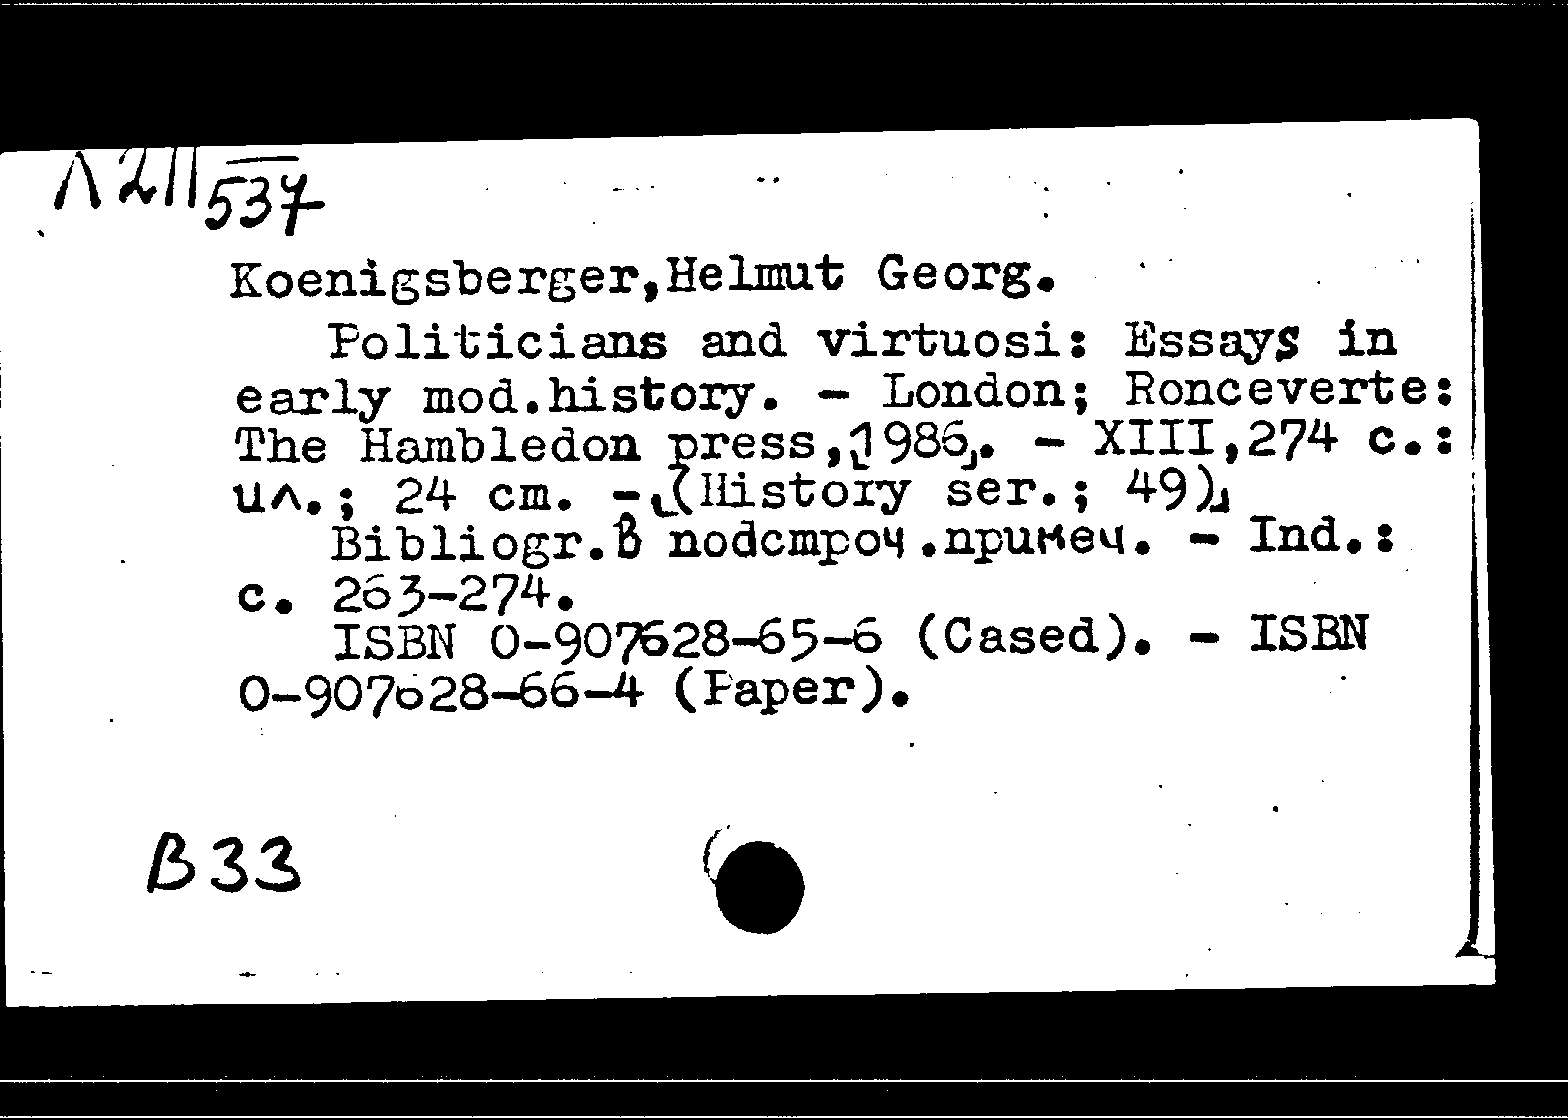 Л 211
537
Koenigsberger,Helmut Georg.
Politicians and virtuosi: Essays in
early mod.history. - London; Ronceverte:
The Hambledon press,[1986]. - XIII,274 с.:
ил.; 24 cm. - [(History ser.; 49)]
Bibliogr.в подстроч.примеч. - Ind.:
с. 263-274.
ISBN 0-907628-65-6 (Cased). - ISBN
0-907628-66-4 (Paper).
В33